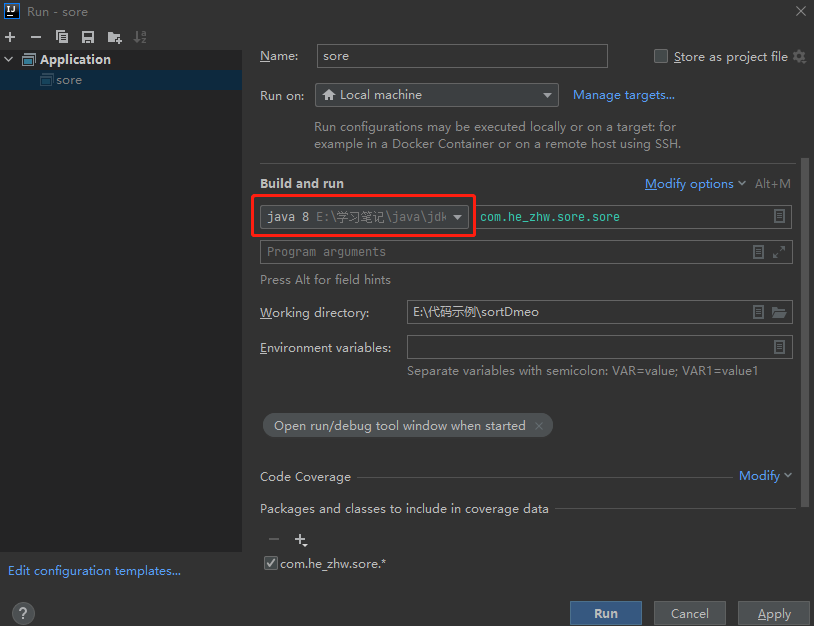 Run - sore
Application
sore
Name: sore Store as project file
Run on: Local machine Manage targets...
Run configurations may be executed locally or on a target: for
example in a Docker Container or on a remote host using SSH.
Build and run Modify options Alt+M
java 8 E:\学习笔记\java\jdk com.he_zhw.sore.sore
Program arguments
Press Alt for field hints
Working directory: E:\代码示例\sortDmeo
Environment variables:
Separate variables with semicolon: VAR=value; VAR1=value1
Open run/debug tool window when started
Code Coverage Modify
Packages and classes to include in coverage data
com.he_zhw.sore.*
Edit configuration templates...
? Run Cancel Apply